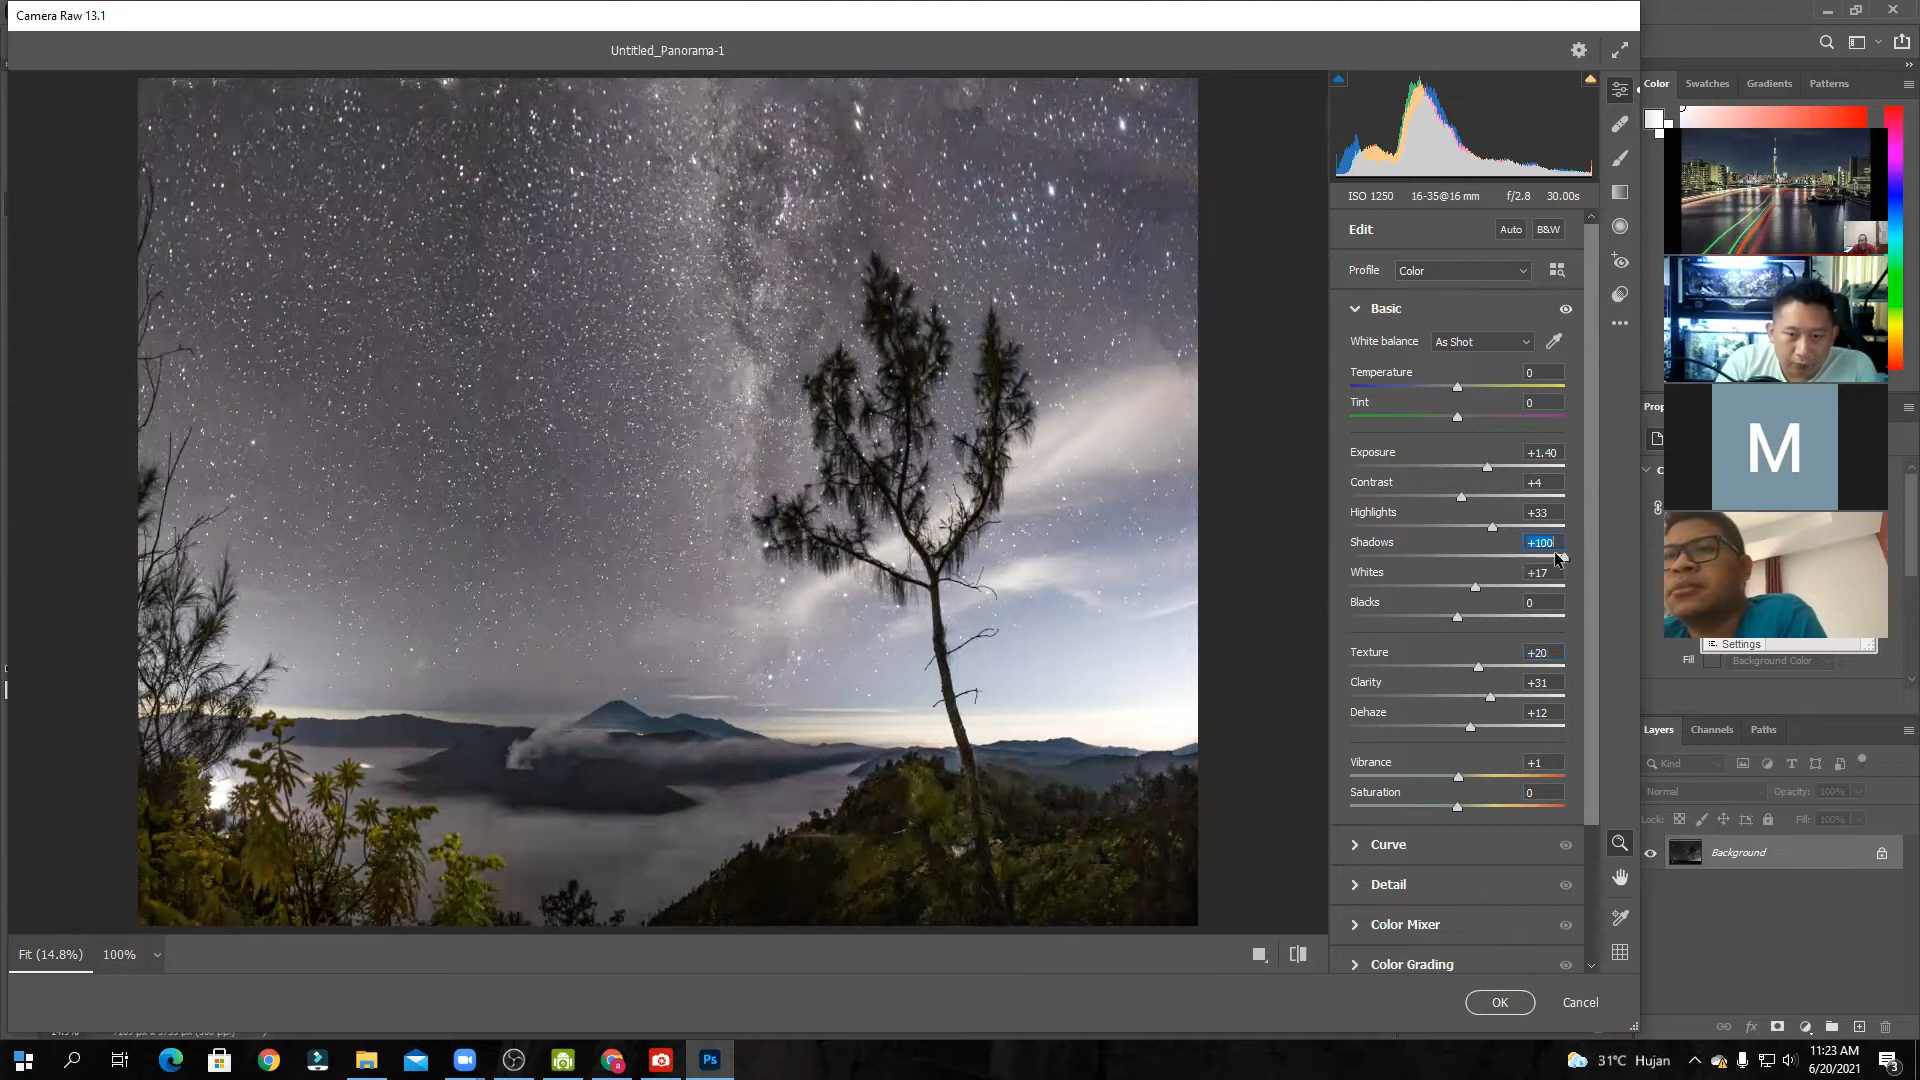 Camera Raw 13.1
Untitled_Panorama-1
ISO 1250 16-35@16 mm f/2.8 30.00s
Edit Auto B&W
Profile Color
Basic
White balance As Shot
Temperature 0
Tint 0
Exposure +1.40
Contrast +4
Highlights +33
Shadows +100
Whites +17
Blacks 0
Texture +20
Clarity +31
Dehaze +12
Vibrance +1
Saturation 0
Curve
Detail
Color Mixer
Color Grading
Fit (14.8%) 100%
OK Cancel
Color Swatches Gradients Patterns
M
Settings
Fill Background Color
Layers Channels Paths
Kind
Normal Opacity: 100%
Lock: Fill: 100%
Background
Ps
31°C Hujan
11:23 AM
6/20/2021
3